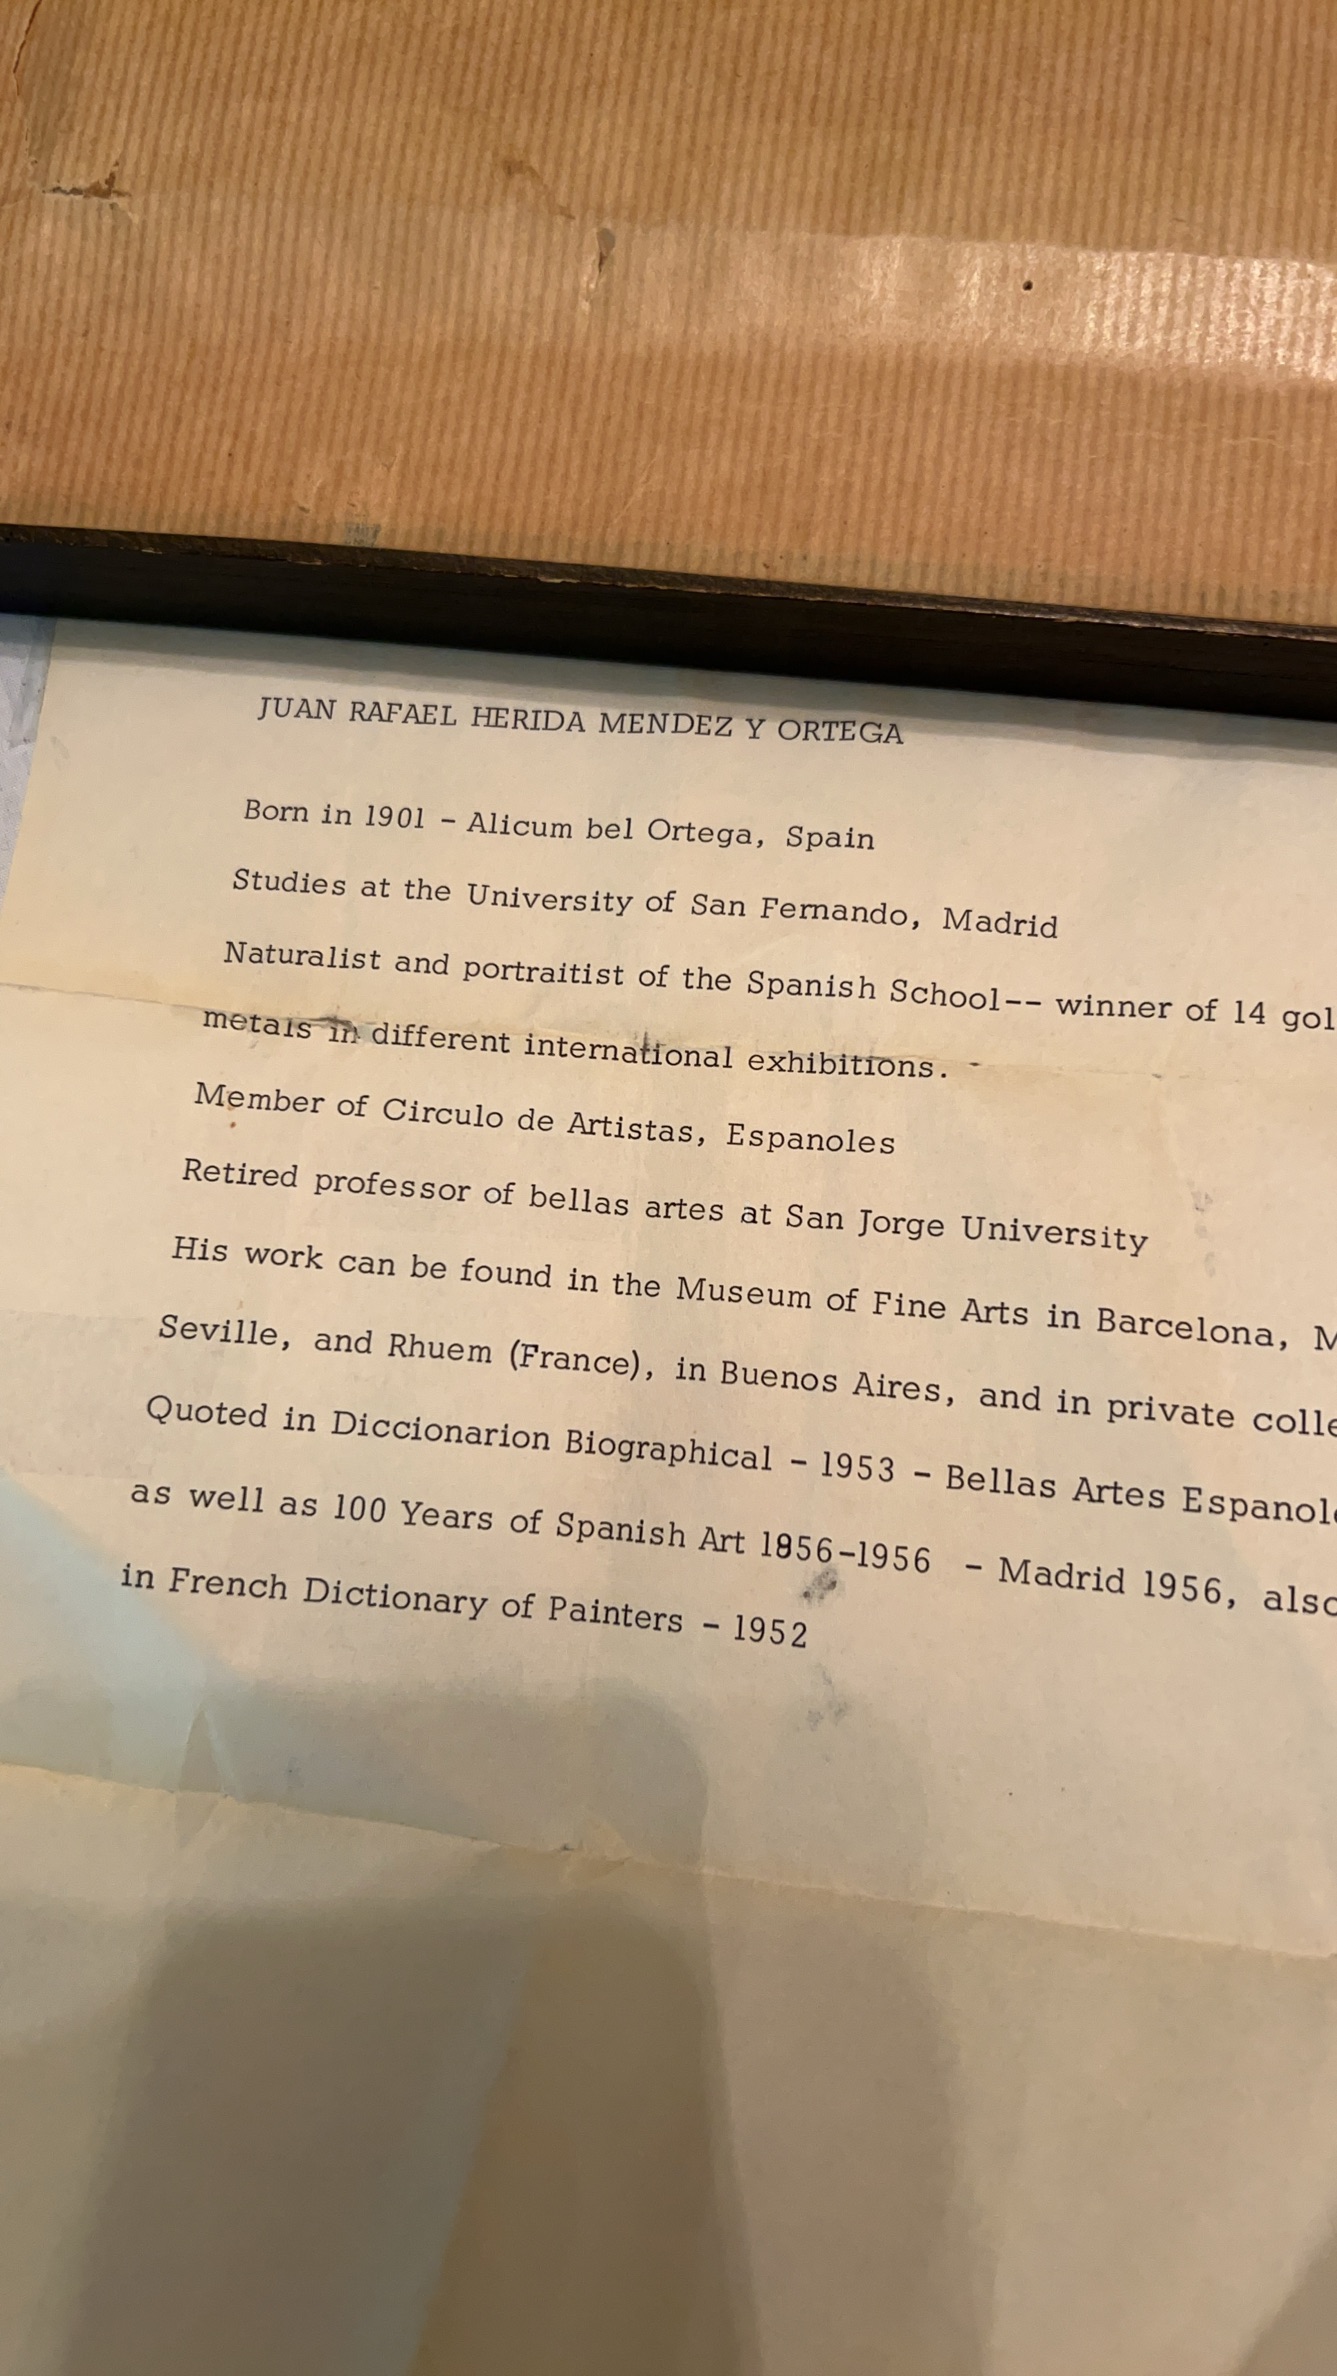 JUAN RAFAEL HERIDA MENDEZ Y ORTEGA
Born in 1901 - Alicum bel Ortega, Spain
Studies at the University of San Fernando, Madrid
Naturalist and portraitist of the Spanish School-- winner of 14 gol
metals in different international exhibitions.
Member of Circulo de Artistas, Espanoles
Retired professor of bellas artes at San Jorge University
His work can be found in the Museum of Fine Arts in Barcelona, M
Seville, and Rhuem (France), in Buenos Aires, and in private colle
Quoted in Diccionarion Biographical - 1953 - Bellas Artes Espanole
as well as 100 Years of Spanish Art 1856-1956 - Madrid 1956, also
in French Dictionary of Painters - 1952